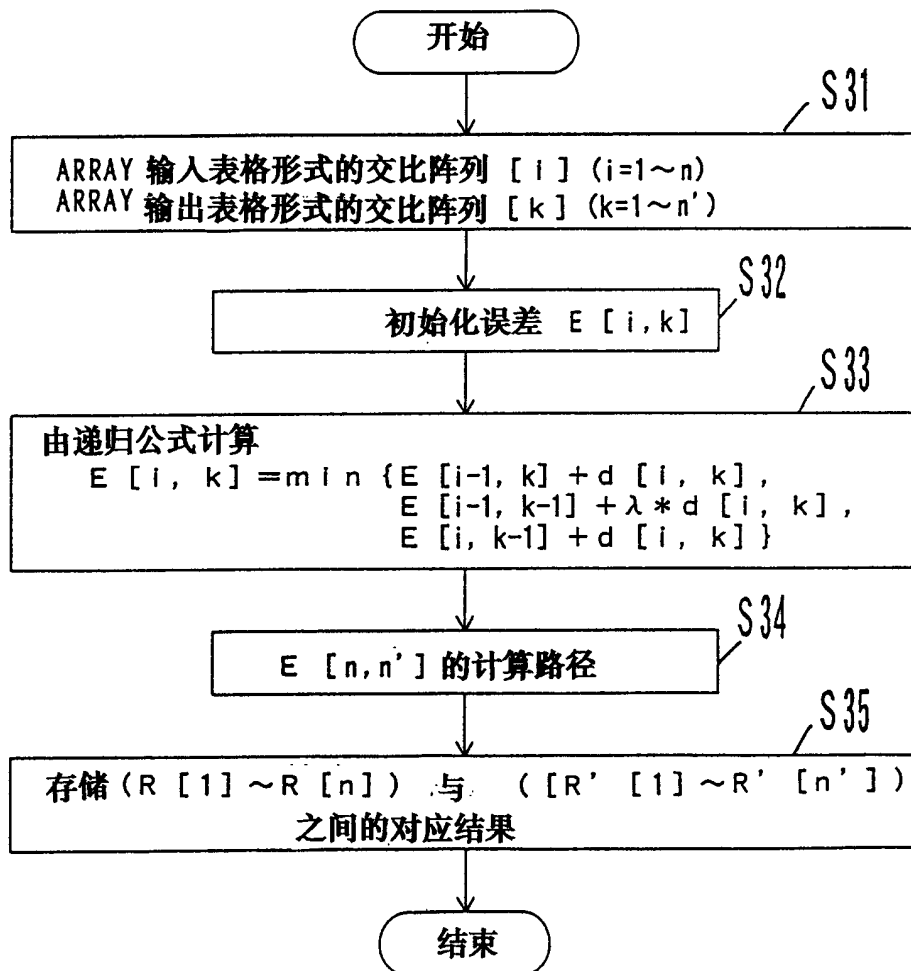 开始
S31
ARRAY 输入表格形式的交比阵列 [i] (i=1~n)
ARRAY 输出表格形式的交比阵列 [k] (k=1~n')
S32
初始化误差 E [i,k]
S33
由递归公式计算
E [i, k] =min {E [i-1, k] +d [i, k] ,
E [i-1, k-1] +λ*d [i, k] ,
E [i, k-1] +d [i, k] }
S34
E [n,n'] 的计算路径
S35
存储 (R [1] ~R [n]) 与 ([R' [1] ~R' [n'])
之间的对应结果
结束